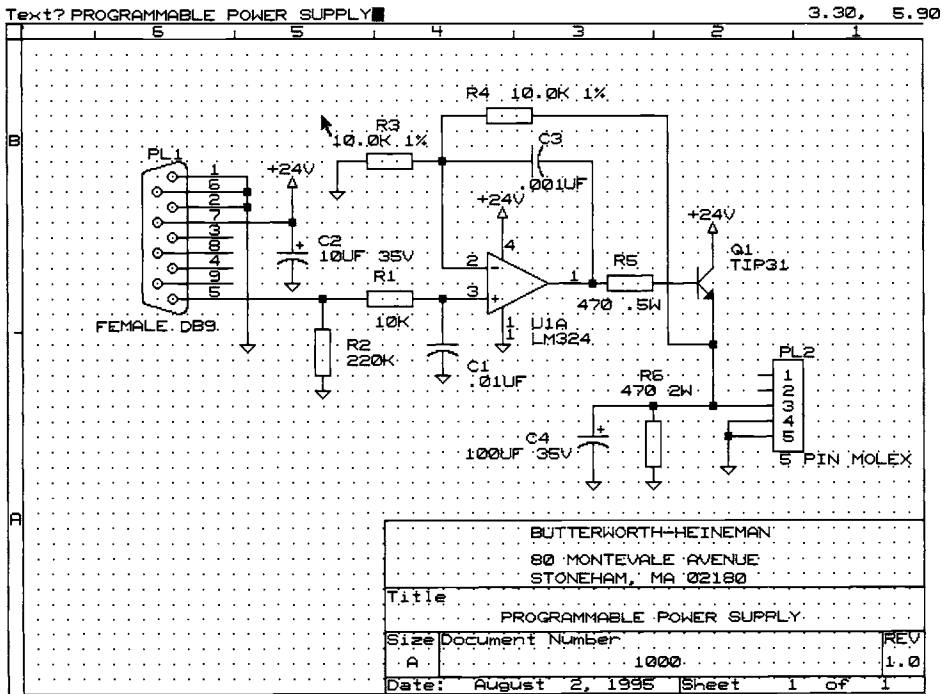 Text? PROGRAMMABLE POWER SUPPLY 3.30, 5.90
6 5 4 3 2 1
B
R4 10.0K 1%
R3
10.0K 1%
C3
.001UF
PL1
1
6
2
7
3
8
4
9
5
FEMALE DB9
+24V
C2
10UF 35V
R1
10K
R2
220K
C1
.01UF
4
2
-
3
+
1
1
1
U1A
LM324
R5
470 .5W
+24V
Q1
TIP31
PL2
1
2
3
4
5
5 PIN MOLEX
R6
470 2W
+
C4
100UF 35V
A
BUTTERWORTH-HEINEMAN
80 MONTEVALE AVENUE
STONEHAM, MA 02180
Title
PROGRAMMABLE POWER SUPPLY
Size Document Number REV
A 1000 1.0
Date: August 2, 1995 Sheet 1 of 1